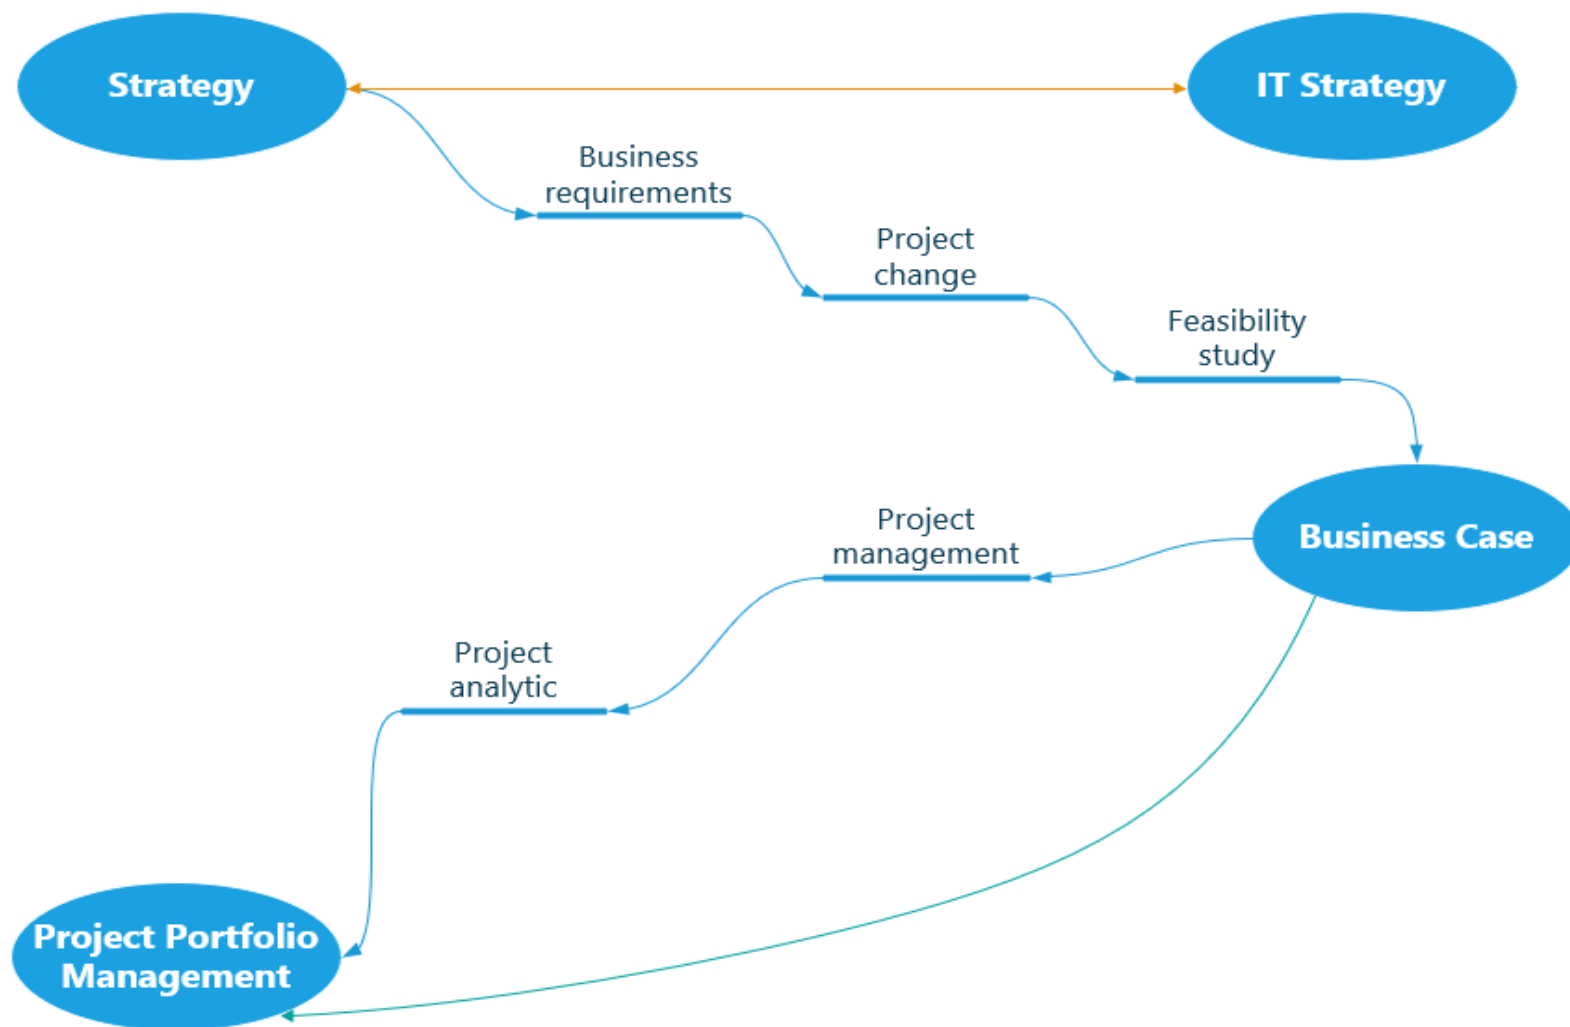 Strategy
IT Strategy
Business
requirements
Project
change
Feasibility
study
Business Case
Project
management
Project
analytic
Project Portfolio
Management